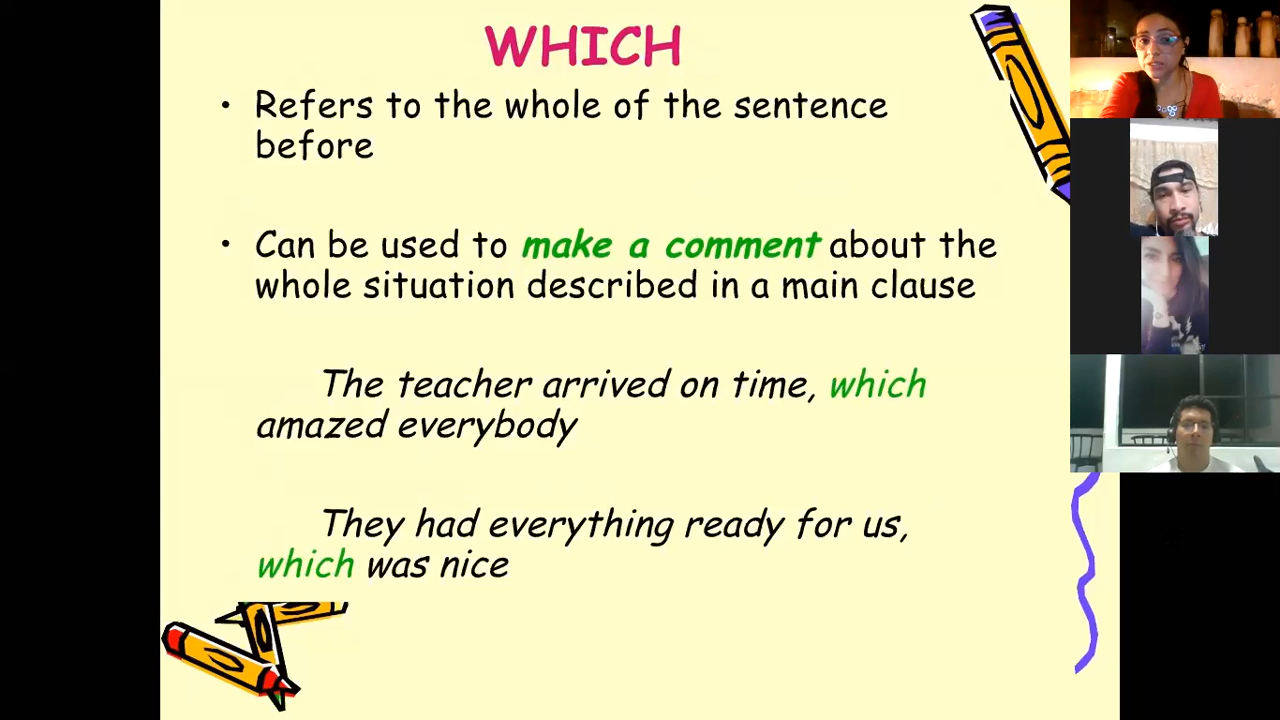 WHICH
• Refers to the whole of the sentence
before
• Can be used to make a comment about the
whole situation described in a main clause
The teacher arrived on time, which
amazed everybody
They had everything ready for us,
which was nice